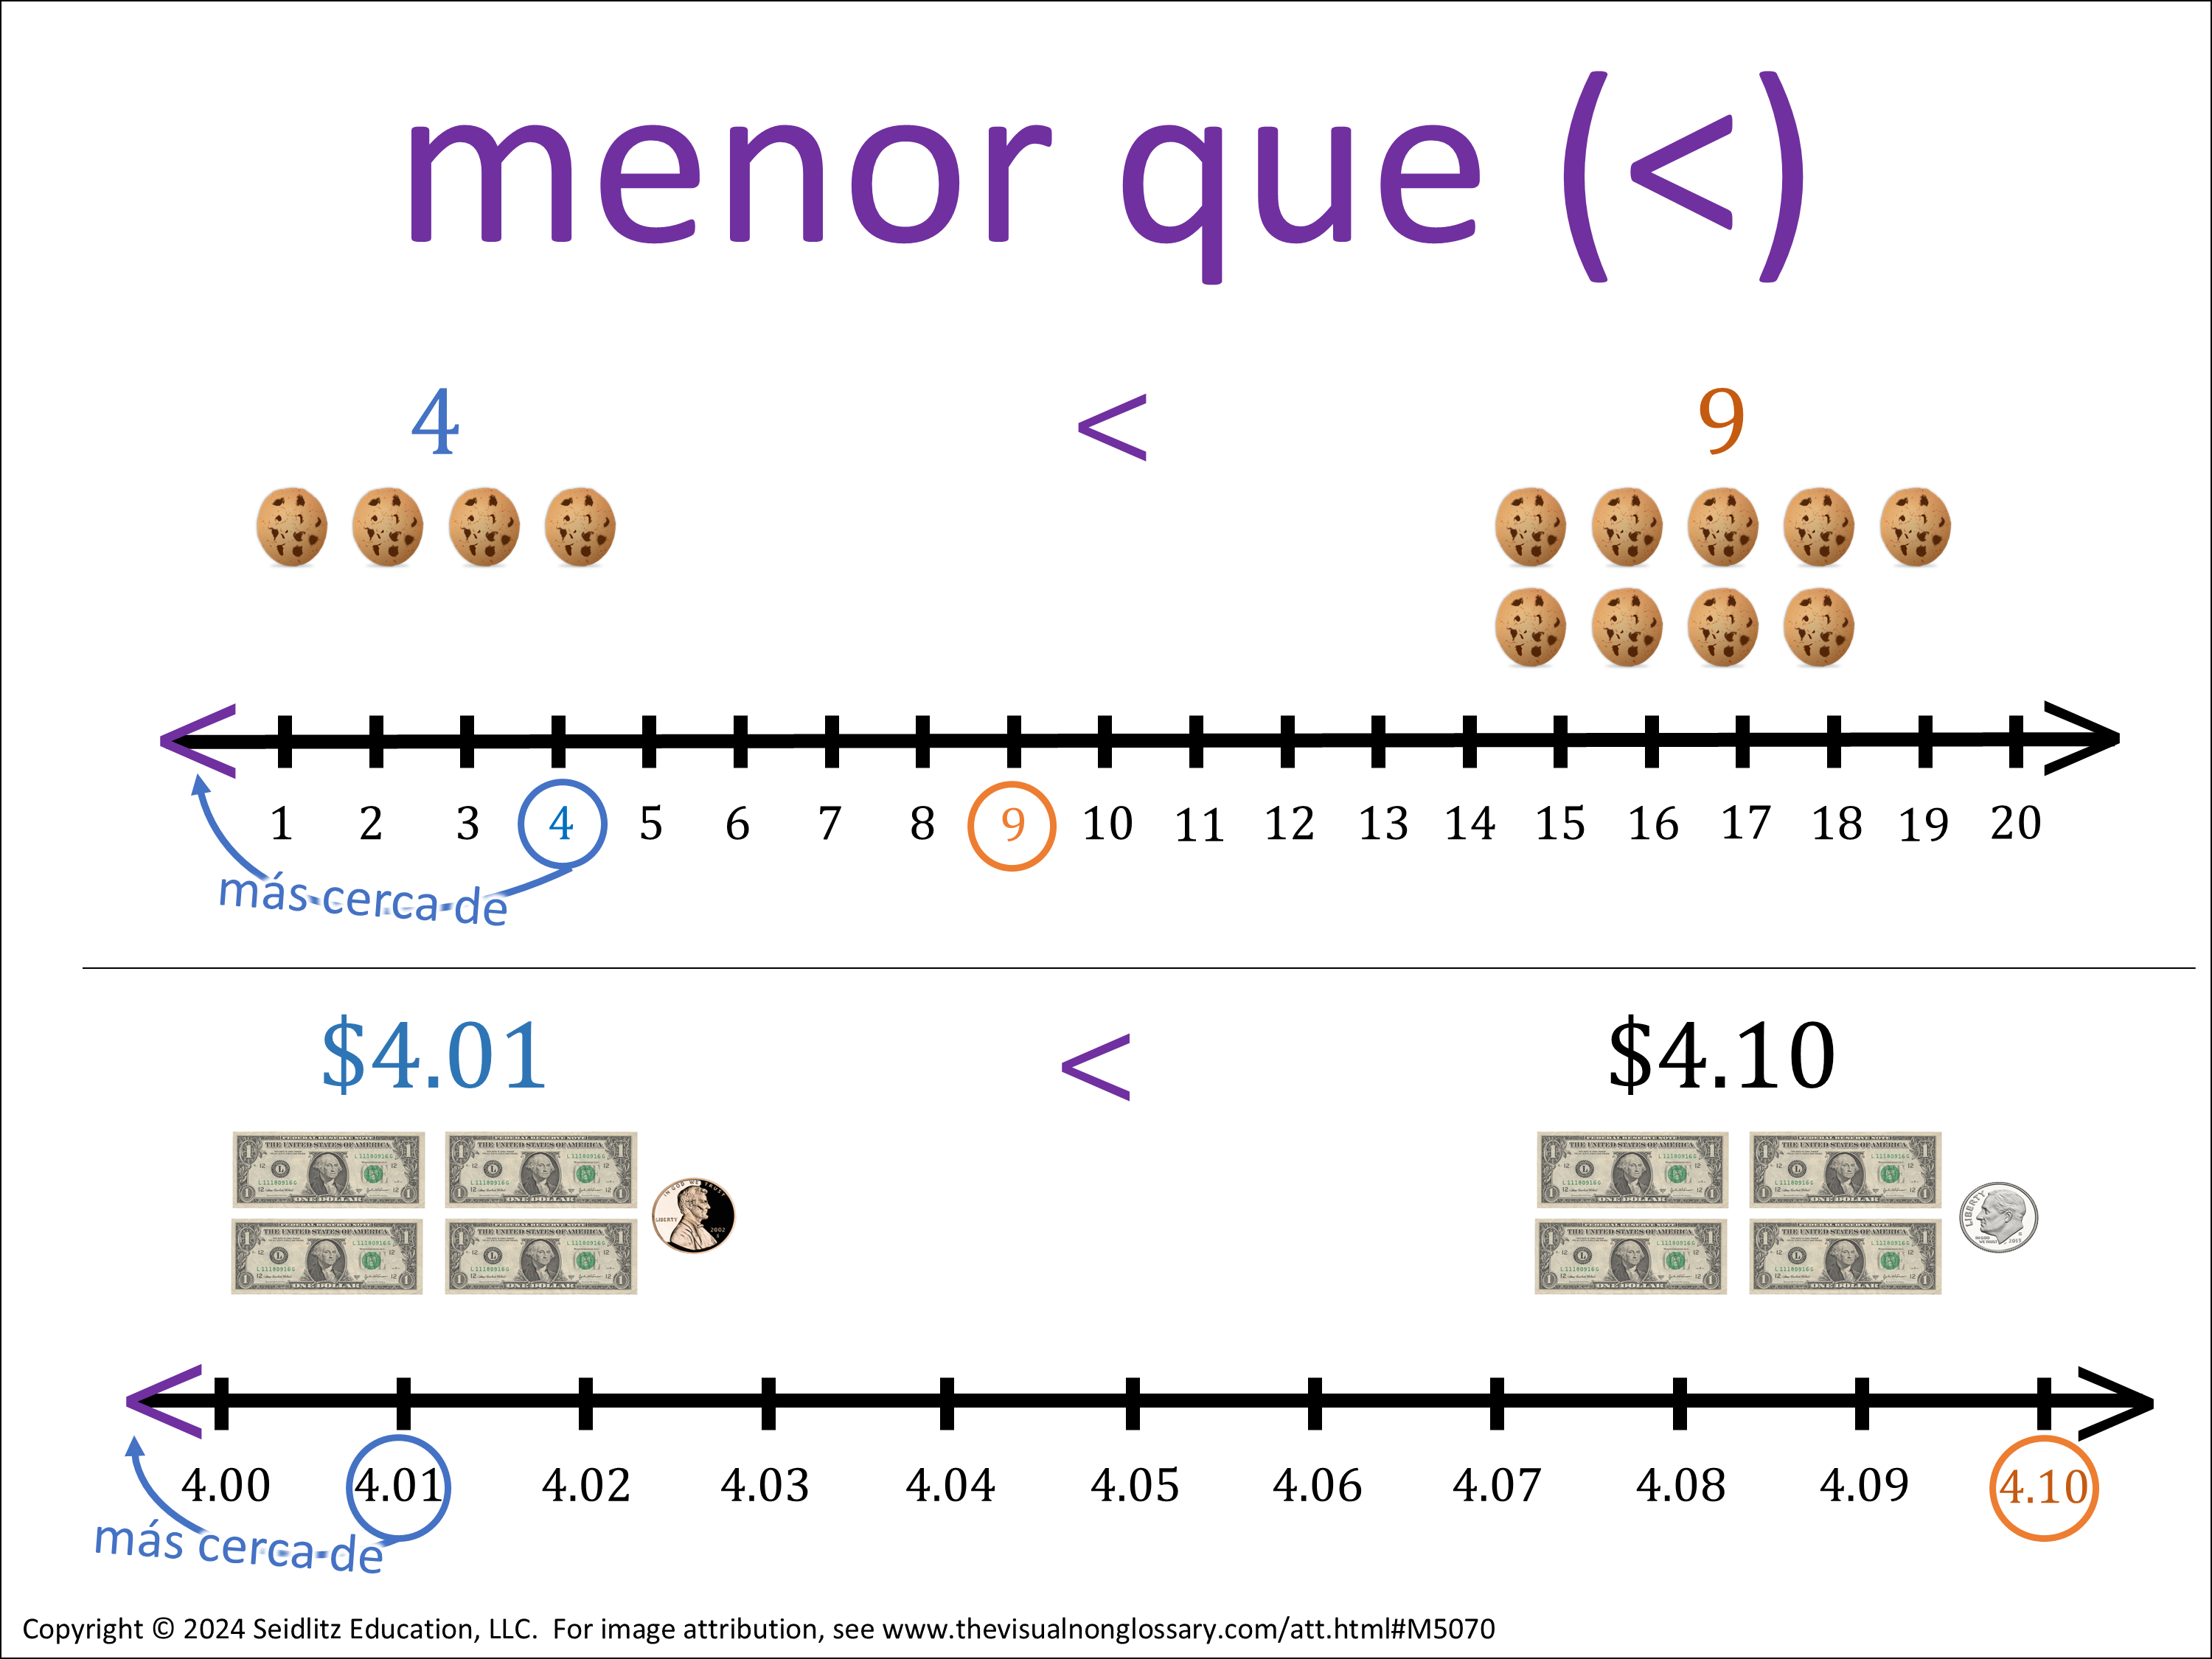 menor que (<)
4 < 9
1 2 3 4 5 6 7 8 9 10 11 12 13 14 15 16 17 18 19 20
más cerca de
$4.01 < $4.10
4.00 4.01 4.02 4.03 4.04 4.05 4.06 4.07 4.08 4.09 4.10
más cerca de
Copyright © 2024 Seidlitz Education, LLC. For image attribution, see www.thevisualnonglossary.com/att.html#M5070